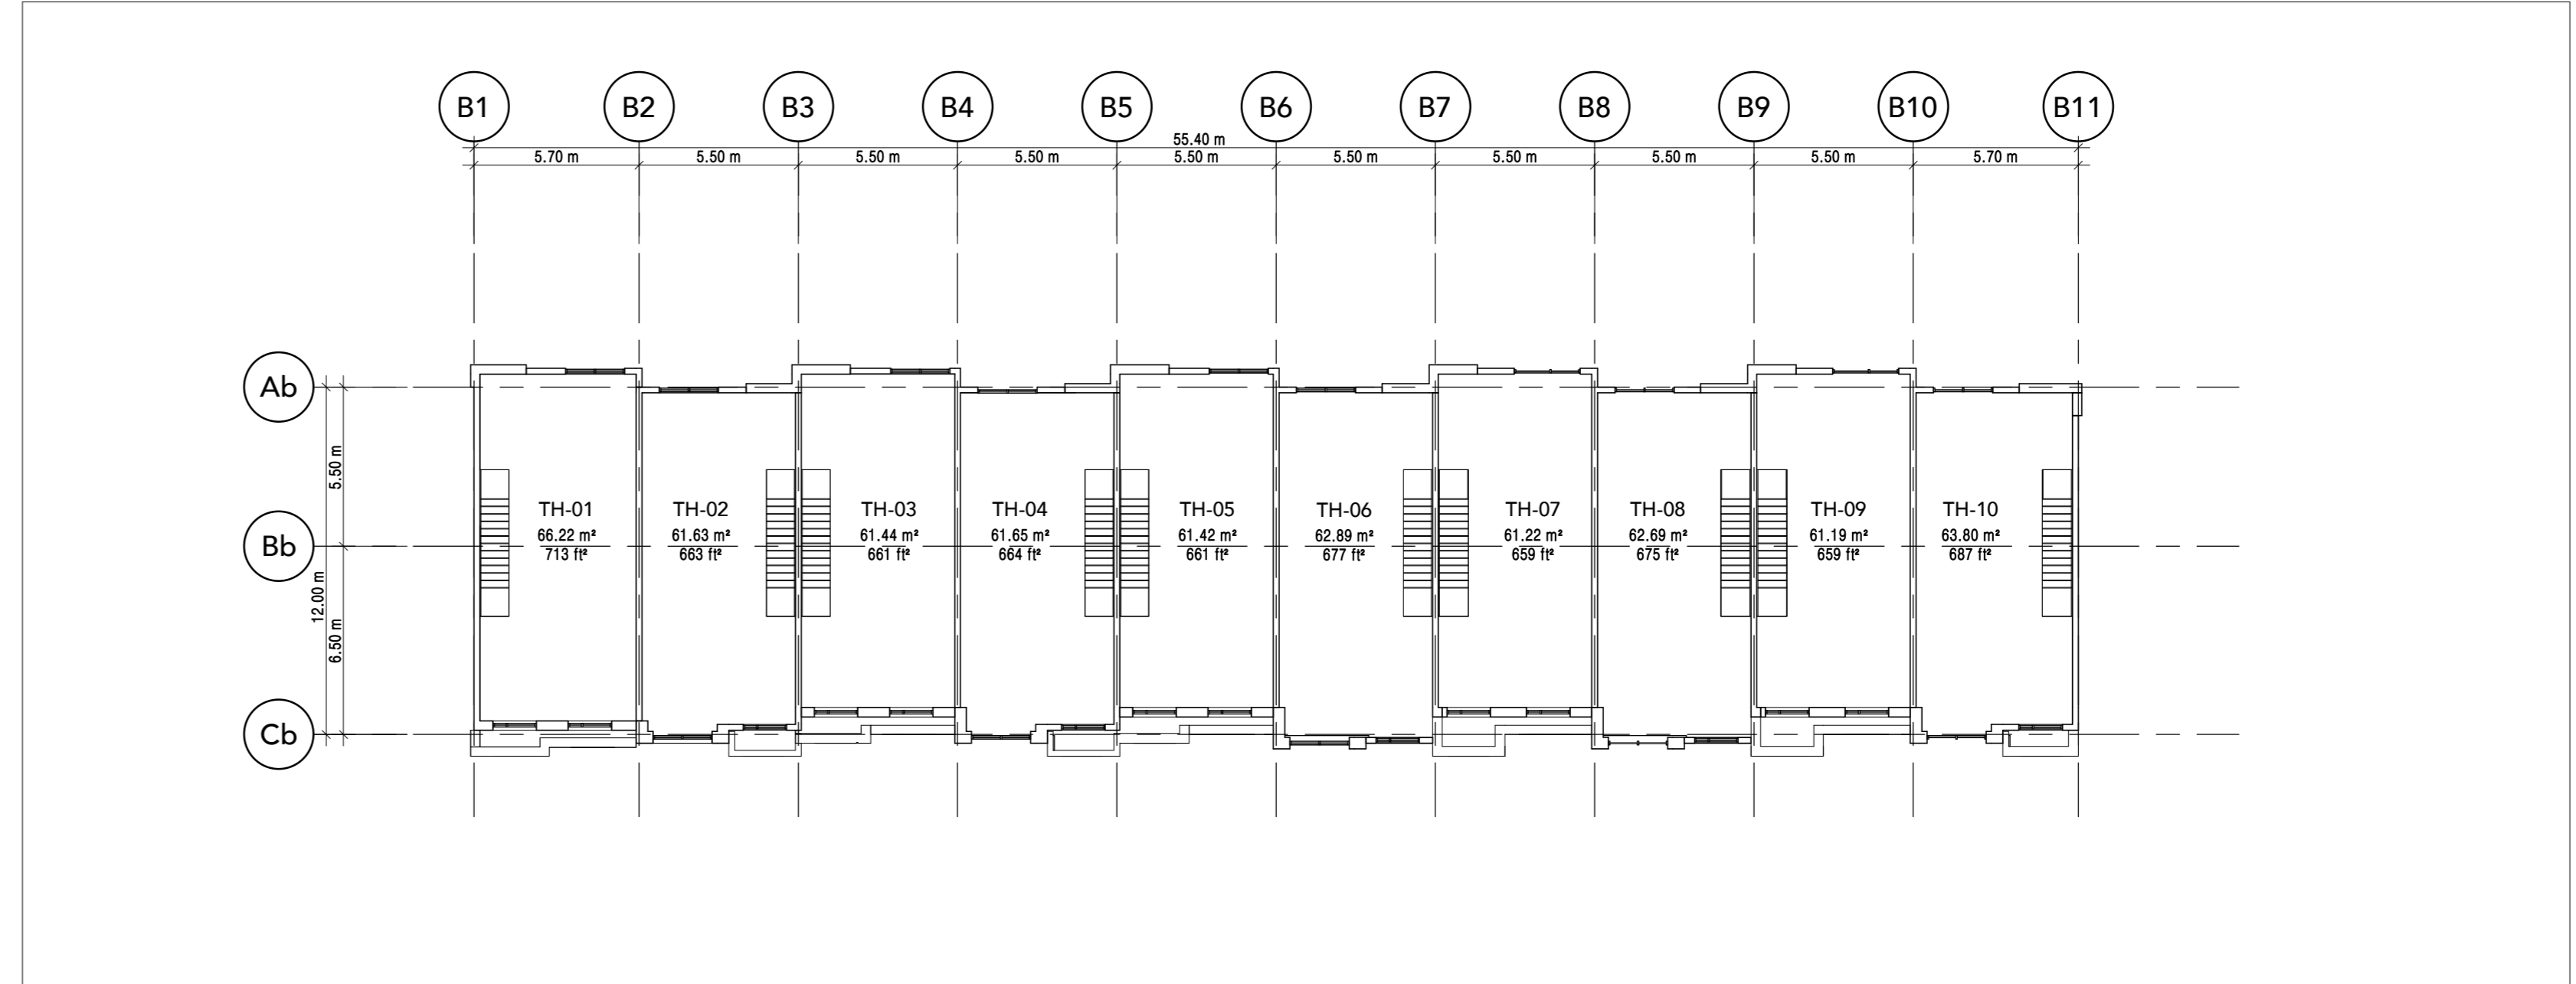 B1 B2 B3 B4 B5 B6 B7 B8 B9 B10 B11
55.40 m
5.70 m 5.50 m 5.50 m 5.50 m 5.50 m 5.50 m 5.50 m 5.50 m 5.50 m 5.70 m
Ab
5.50 m
Bb
12.00 m
6.50 m
Cb
TH-01
66.22 m²
713 ft²
TH-02
61.63 m²
663 ft²
TH-03
61.44 m²
661 ft²
TH-04
61.65 m²
664 ft²
TH-05
61.42 m²
661 ft²
TH-06
62.89 m²
677 ft²
TH-07
61.22 m²
659 ft²
TH-08
62.69 m²
675 ft²
TH-09
61.19 m²
659 ft²
TH-10
63.80 m²
687 ft²